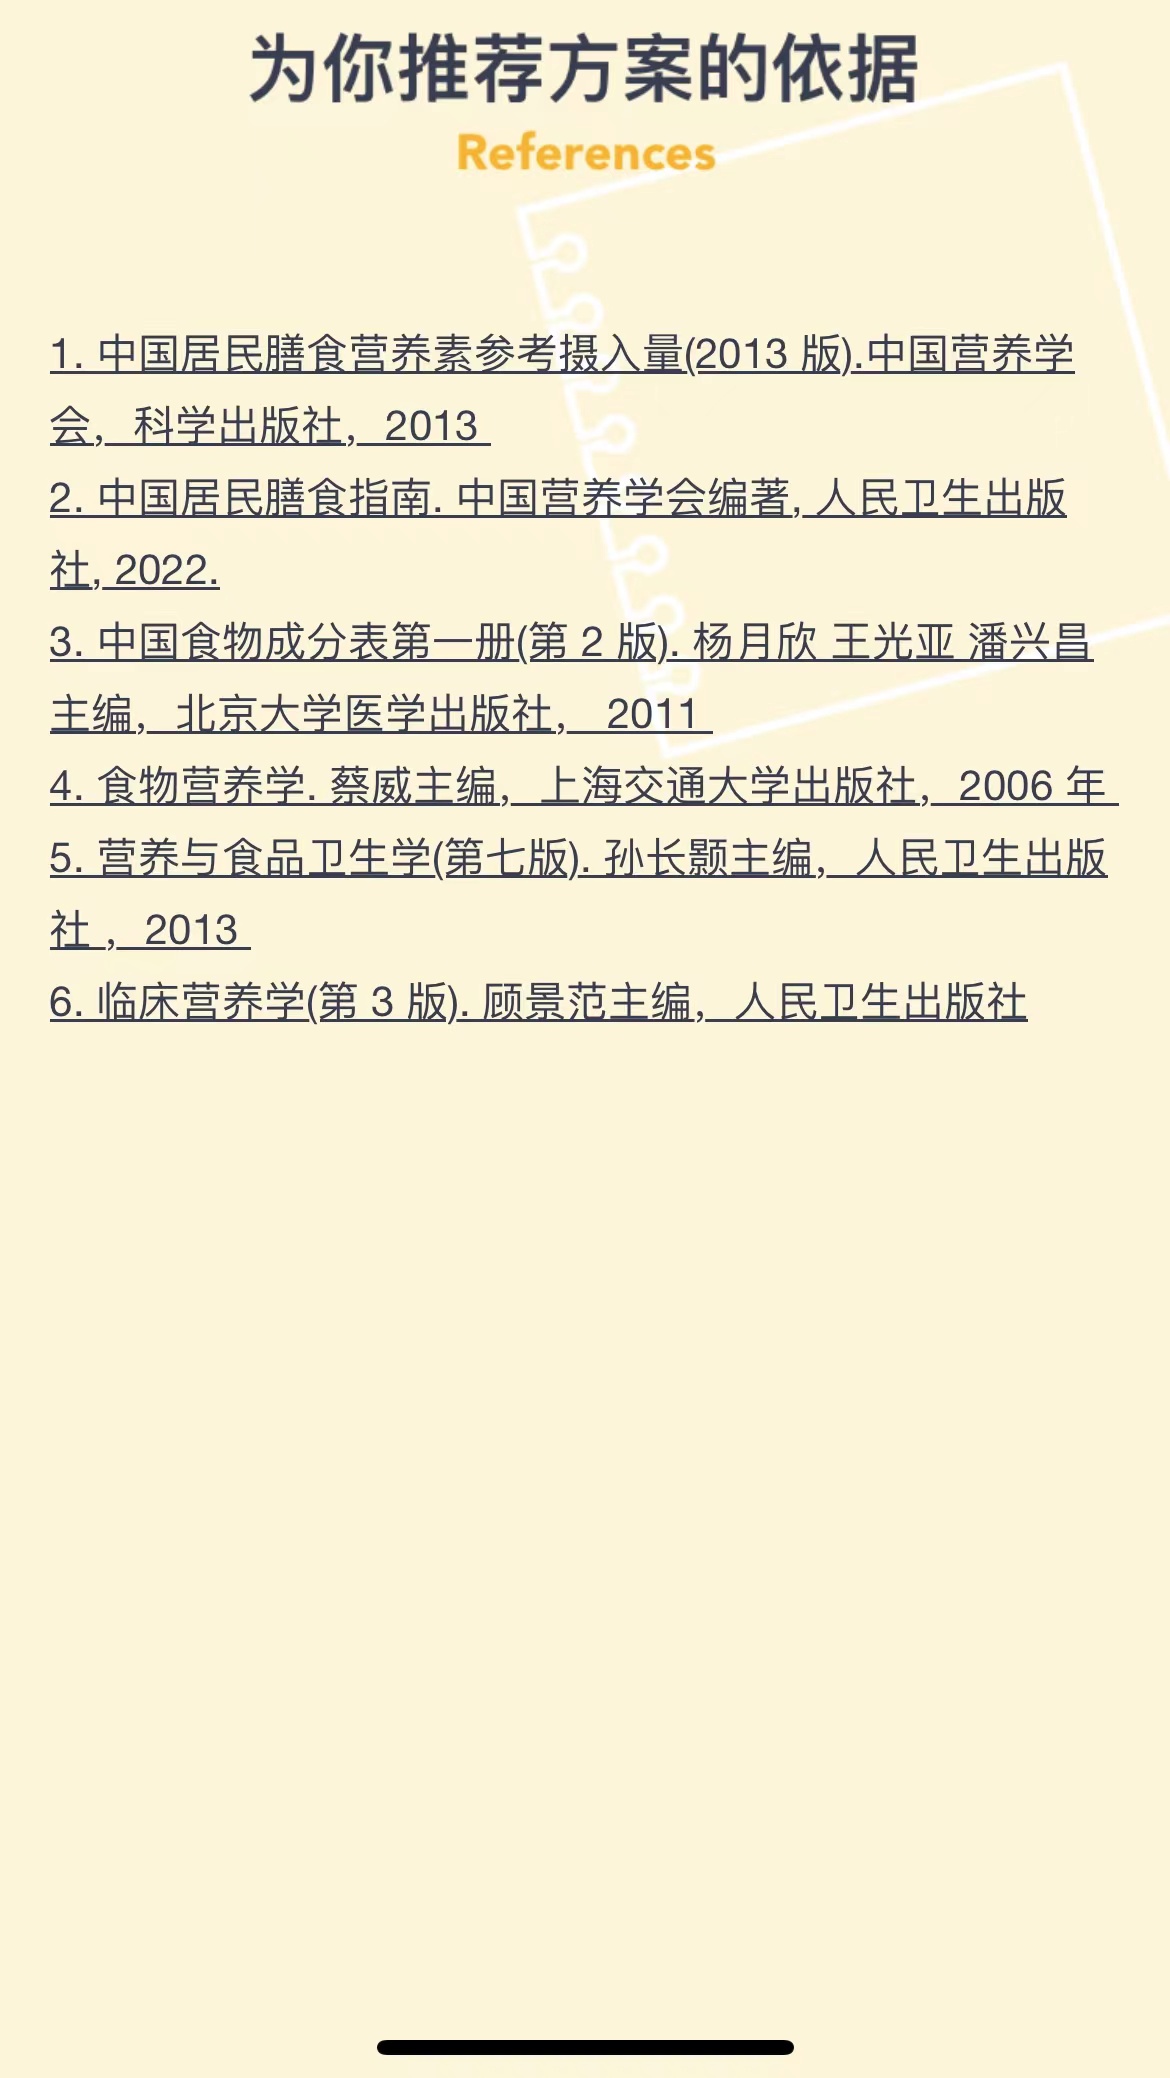 为你推荐方案的依据
References
1. 中国居民膳食营养素参考摄入量(2013 版).中国营养学
会，科学出版社，2013
2. 中国居民膳食指南. 中国营养学会编著, 人民卫生出版
社, 2022.
3. 中国食物成分表第一册(第 2 版). 杨月欣 王光亚 潘兴昌
主编，北京大学医学出版社， 2011
4. 食物营养学. 蔡威主编，上海交通大学出版社，2006 年
5. 营养与食品卫生学(第七版). 孙长颢主编，人民卫生出版
社 ，2013
6. 临床营养学(第 3 版). 顾景范主编，人民卫生出版社